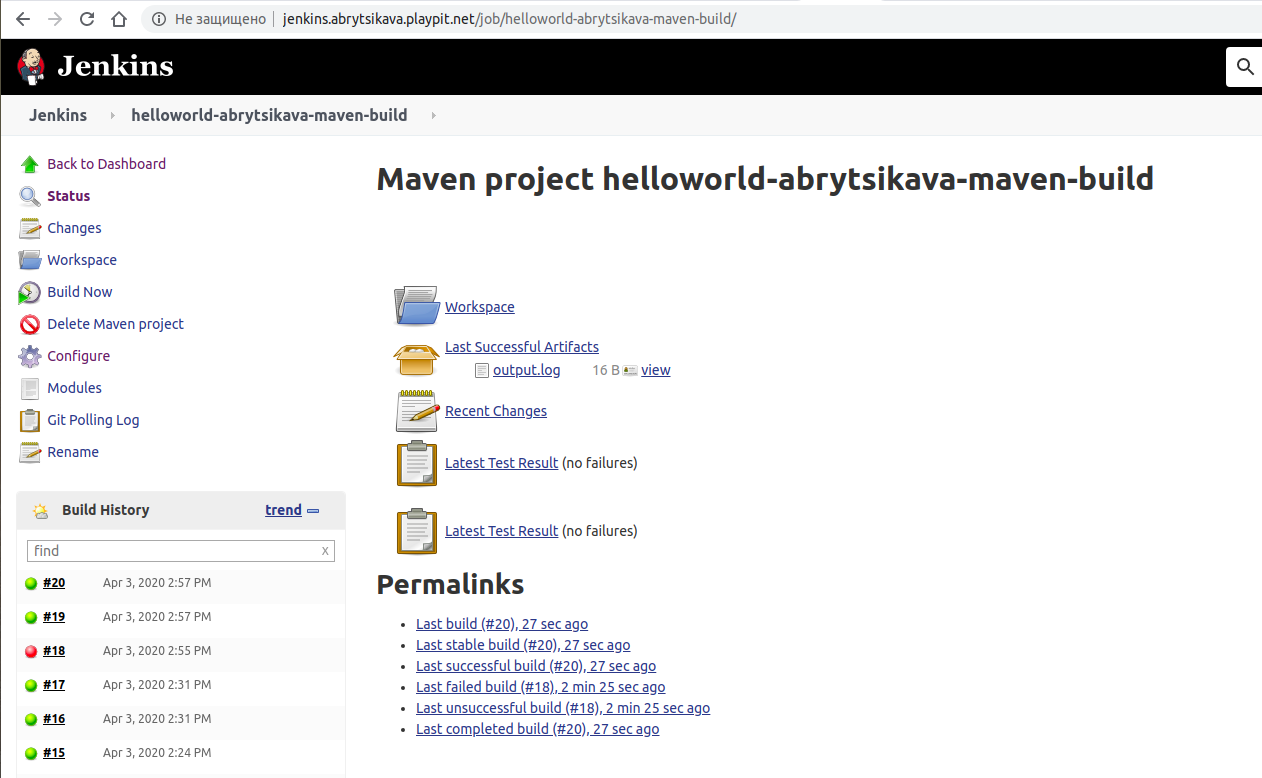 Не защищено jenkins.abrytsikava.playpit.net/job/helloworld-abrytsikava-maven-build/
Jenkins
Jenkins helloworld-abrytsikava-maven-build
Back to Dashboard
Status
Changes
Workspace
Build Now
Delete Maven project
Configure
Modules
Git Polling Log
Rename
Build History trend
find x
#20 Apr 3, 2020 2:57 PM
#19 Apr 3, 2020 2:57 PM
#18 Apr 3, 2020 2:55 PM
#17 Apr 3, 2020 2:31 PM
#16 Apr 3, 2020 2:31 PM
#15 Apr 3, 2020 2:24 PM
Maven project helloworld-abrytsikava-maven-build
Workspace
Last Successful Artifacts
output.log 16 B view
Recent Changes
Latest Test Result (no failures)
Latest Test Result (no failures)
Permalinks
Last build (#20), 27 sec ago
Last stable build (#20), 27 sec ago
Last successful build (#20), 27 sec ago
Last failed build (#18), 2 min 25 sec ago
Last unsuccessful build (#18), 2 min 25 sec ago
Last completed build (#20), 27 sec ago